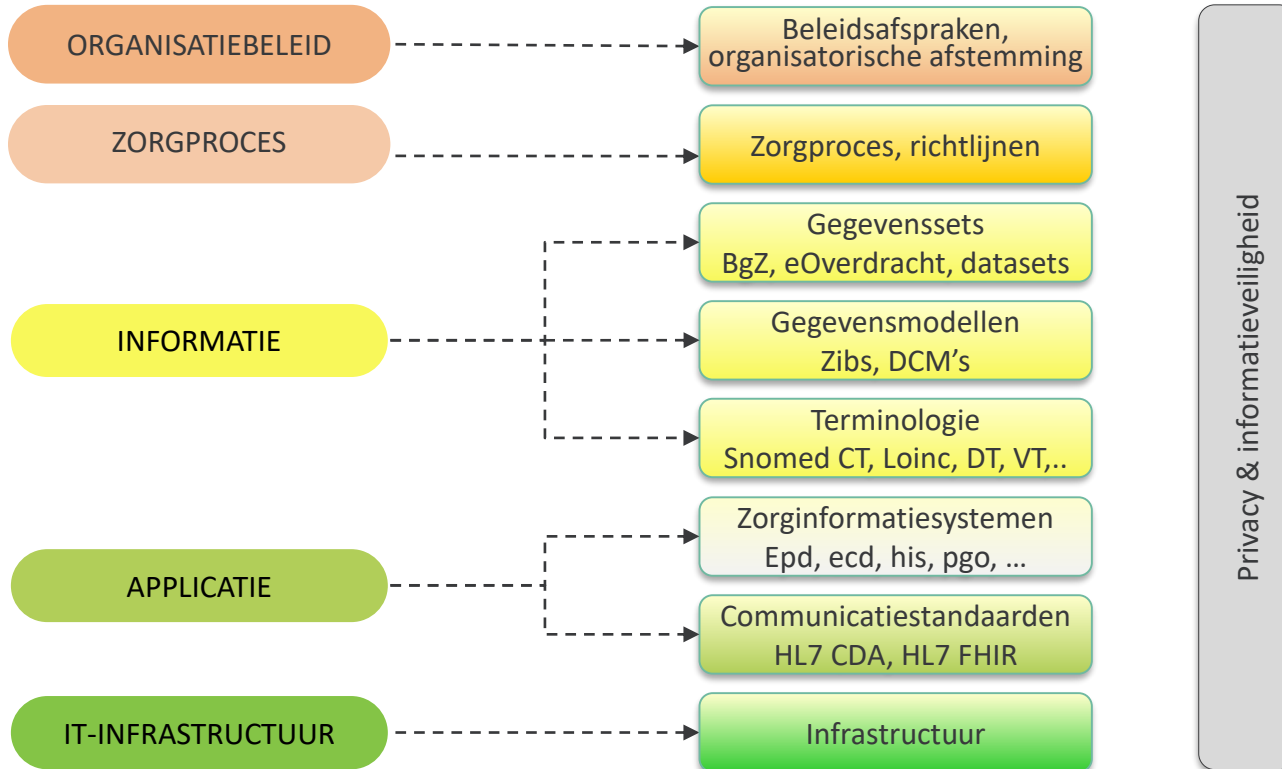 ORGANISATIEBELEID
Beleidsafspraken,
organisatorische afstemming
ZORGPROCES
Zorgproces, richtlijnen
INFORMATIE
Gegevenssets
BgZ, eOverdracht, datasets
Gegevensmodellen
Zibs, DCM’s
Terminologie
Snomed CT, Loinc, DT, VT,..
APPLICATIE
Zorginformatiesystemen
Epd, ecd, his, pgo, ...
Communicatiestandaarden
HL7 CDA, HL7 FHIR
IT-INFRASTRUCTUUR
Infrastructuur
Privacy & informatieveiligheid